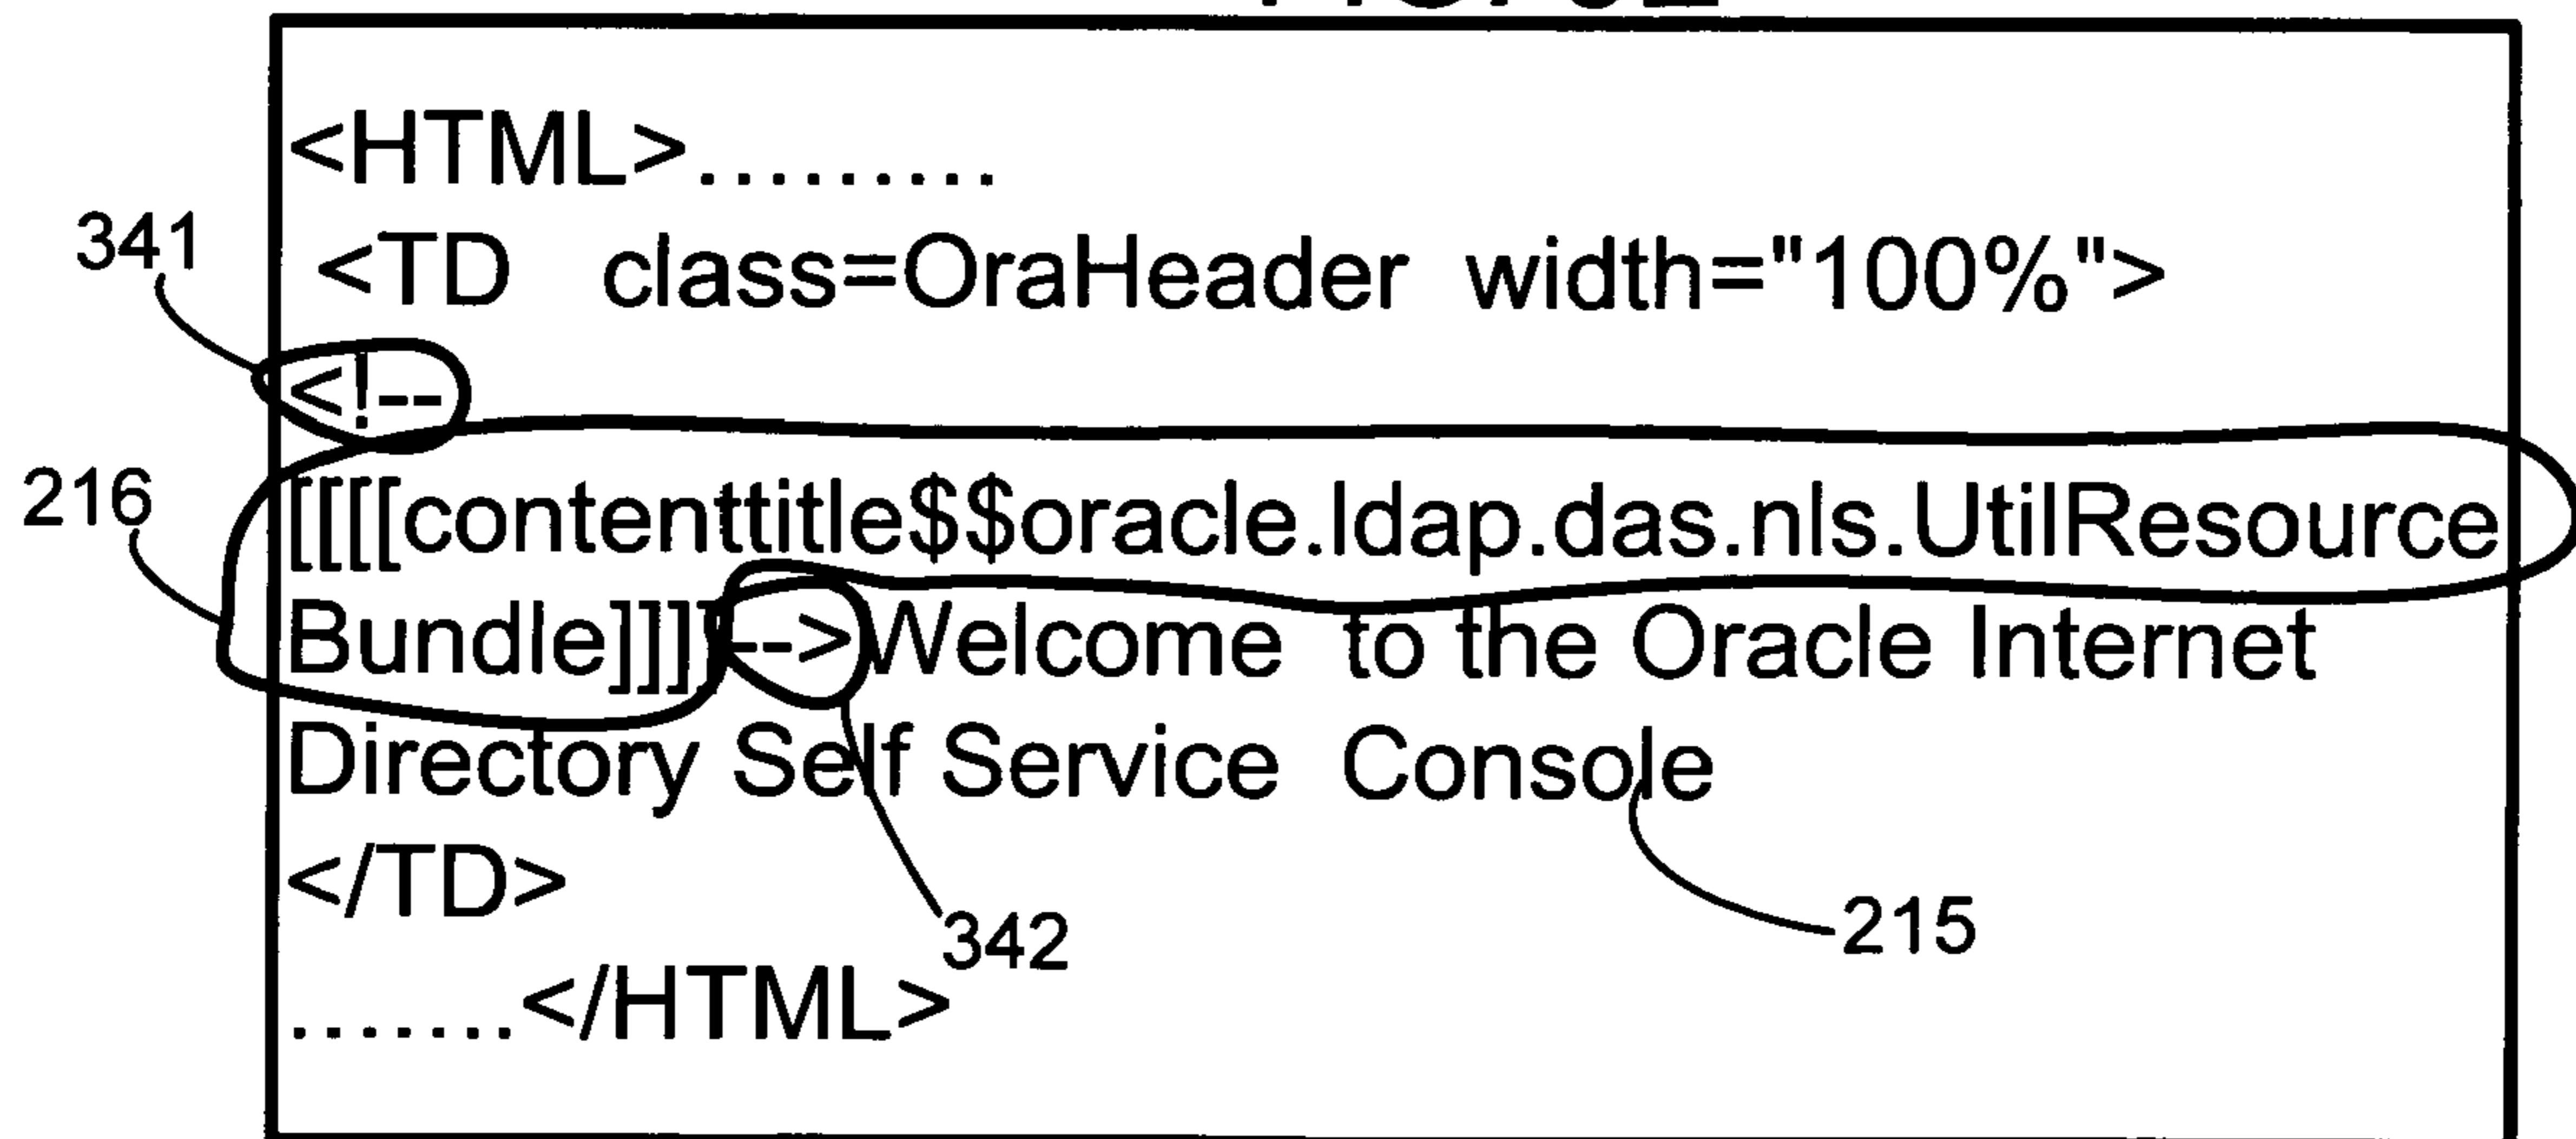 <HTML>.........
341
<TD class=OraHeader width="100%">
<!--
216
[[[[contenttitle$$oracle.ldap.das.nls.UtilResource
Bundle]]]]-->Welcome to the Oracle Internet
Directory Self Service Console
</TD>
342
215
.......</HTML>